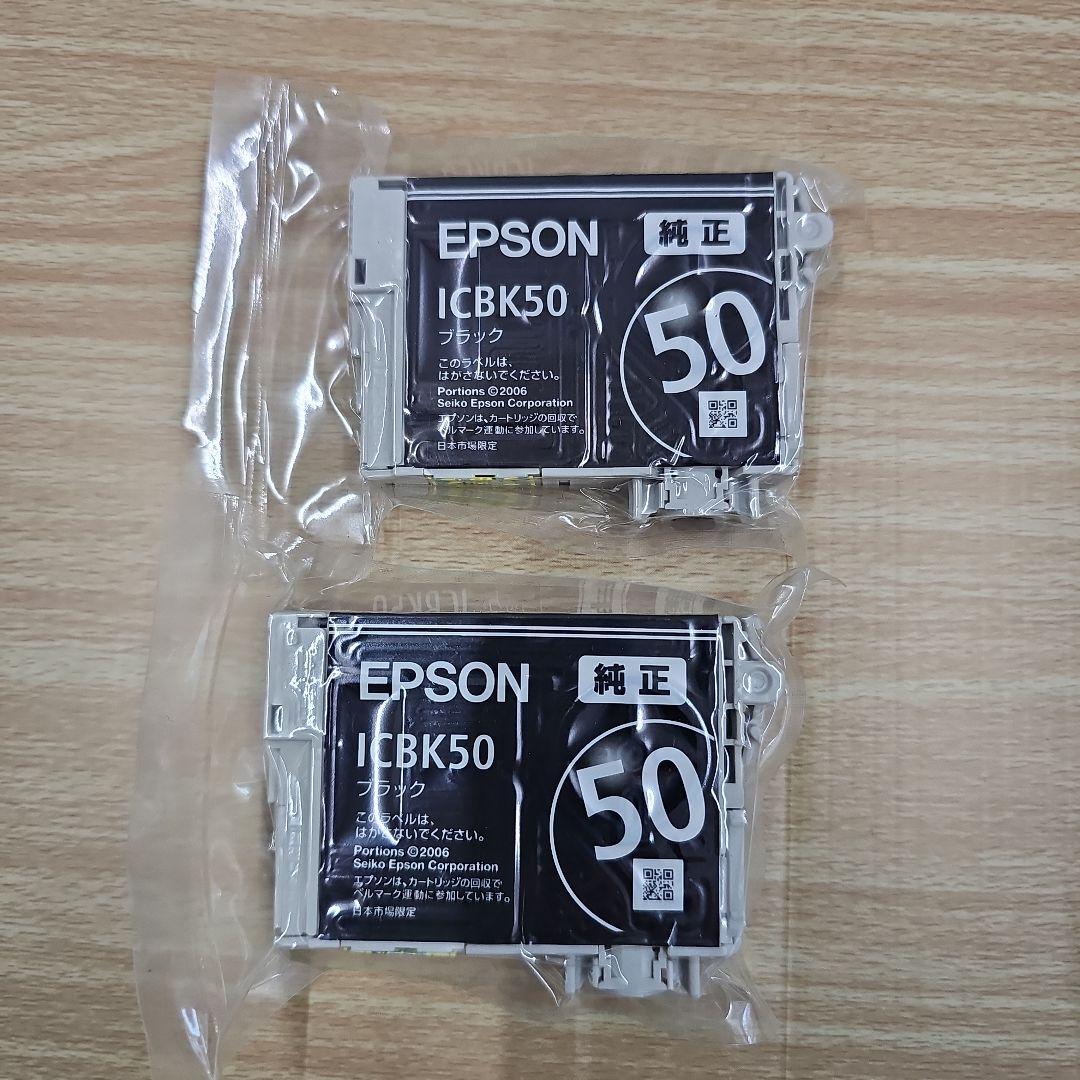 EPSON 純正
ICBK50
ブラック
50
このラベルは、
はがさないでください。
Portions ©2006
Seiko Epson Corporation
エプソンは、カートリッジの回収で
ベルマーク運動に参加しています。
日本市場限定
ICBK50
EPSON 純正
ICBK50
ブラック
50
このラベルは、
はがさないでください。
Portions ©2006
Seiko Epson Corporation
エプソンは、カートリッジの回収で
ベルマーク運動に参加しています。
日本市場限定